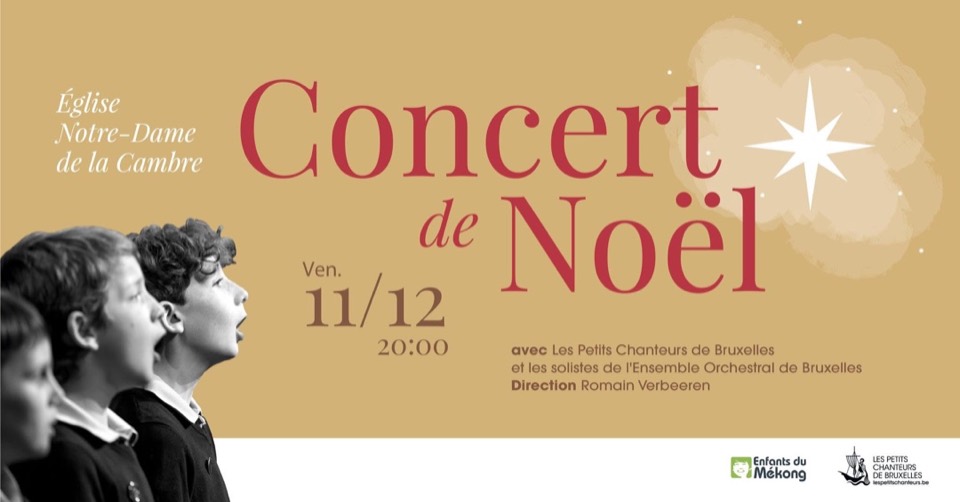 Église
Notre-Dame
de la Cambre
Concert
de Noël
Ven.
11/12
20:00
avec Les Petits Chanteurs de Bruxelles
et les solistes de l'Ensemble Orchestral de Bruxelles
Direction Romain Verbeeren
Enfants du
Mékong
LES PETITS
CHANTEURS
DE BRUXELLES
lespetitschanteurs.be